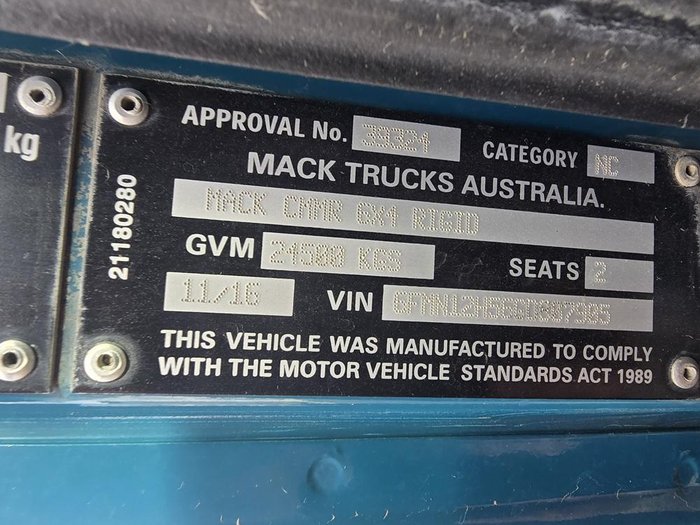 kg
APPROVAL No. 39324 CATEGORY NC
MACK TRUCKS AUSTRALIA.
MACK CMMR 6X4 RIGID
GVM 24500 KGS SEATS 2
11/16 VIN
THIS VEHICLE WAS MANUFACTURED TO COMPLY
WITH THE MOTOR VEHICLE STANDARDS ACT 1989
21180280